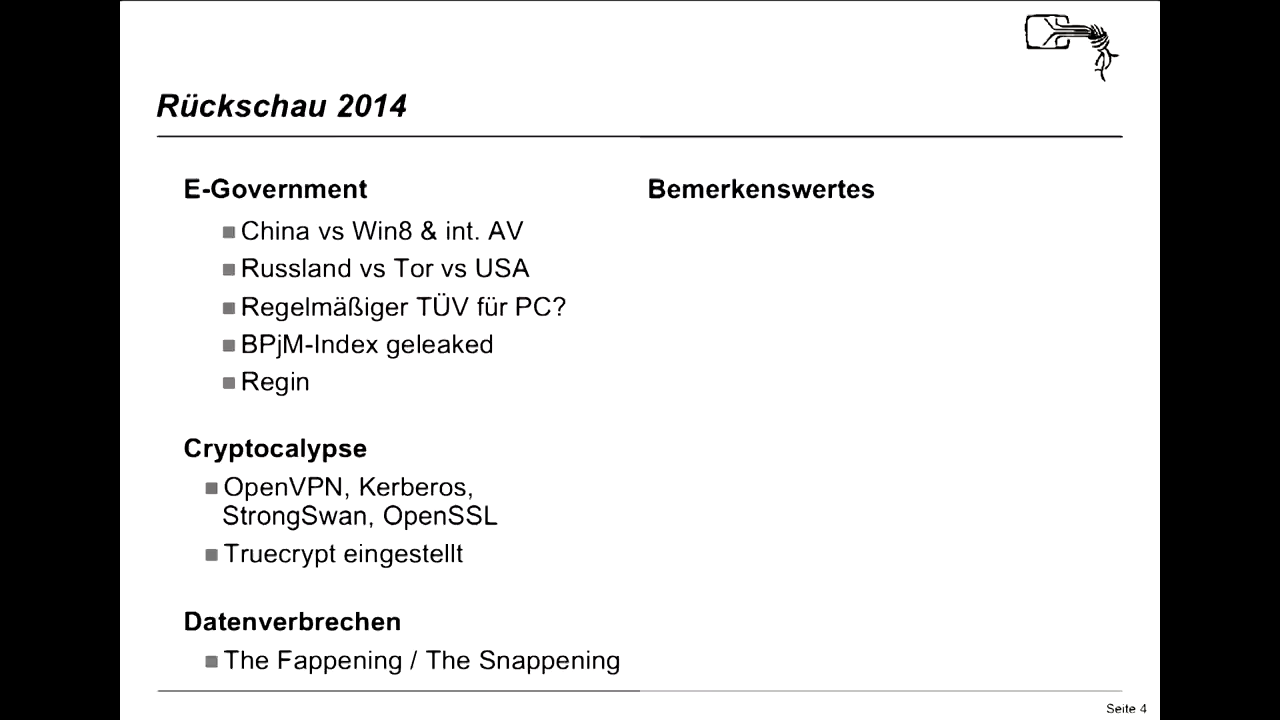 Rückschau 2014
E-Government
China vs Win8 & int. AV
Russland vs Tor vs USA
Regelmäßiger TÜV für PC?
BPjM-Index geleaked
Regin
Cryptocalypse
OpenVPN, Kerberos,
StrongSwan, OpenSSL
Truecrypt eingestellt
Datenverbrechen
The Fappening / The Snappening
Bemerkenswertes
Seite 4